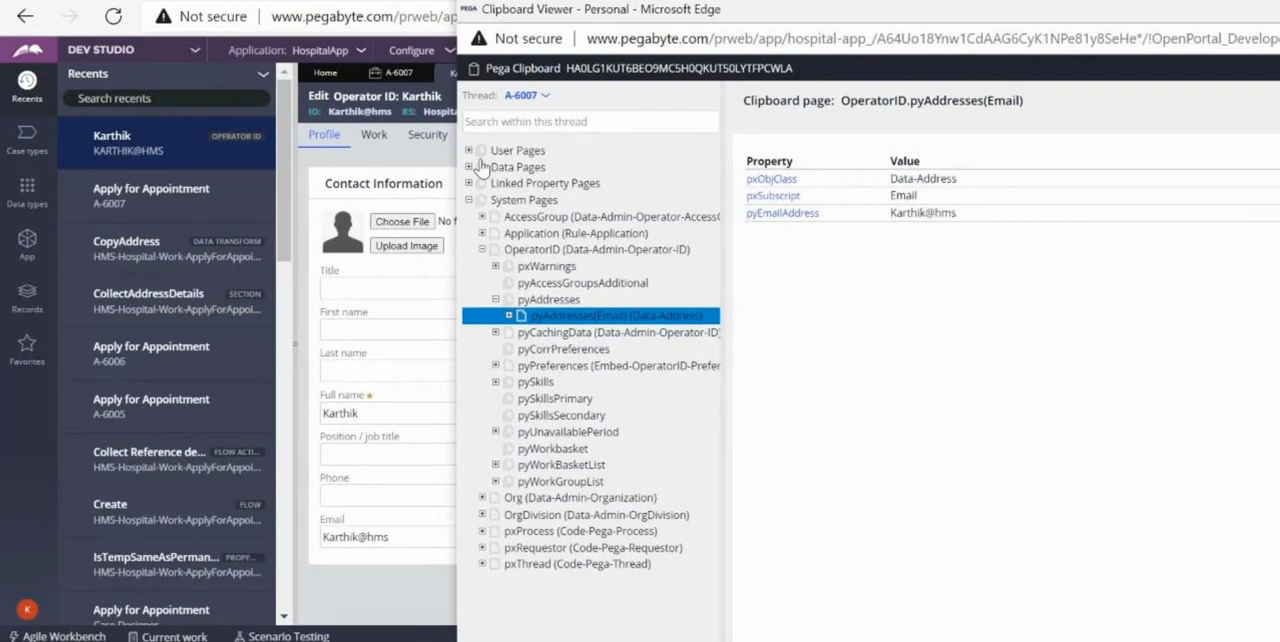 Not secure | www.pegabyte.com/prweb/ap
DEV STUDIO
Application: HospitalApp
Configure
Recents
Recents
Search recents
Case types
Data types
App
Records
Favorites
Karthik OPERATOR ID
KARTHIK@HMS
Apply for Appointment
A-6007
CopyAddress DATA TRANSFORM
HMS-Hospital-Work-ApplyForAppoi...
CollectAddressDetails SECTION
HMS-Hospital-Work-ApplyForAppoi...
Apply for Appointment
A-6006
Apply for Appointment
A-6005
Collect Reference de... FLOW ACTI...
HMS-Hospital-Work-ApplyForAppoi...
Create FLOW
HMS-Hospital-Work-ApplyForAppoi...
IsTempSameAsPerman... PROPE...
HMS-Hospital-Work-ApplyForAppoi...
Apply for Appointment
Case Designer
K
Agile Workbench
Current work
Scenario Testing
Home
A-6007
Edit Operator ID: Karthik
ID: Karthik@hms RS: Hospita
Profile Work Security
Contact Information
Choose File No f
Upload Image
Title
First name
Last name
Full name ★
Karthik
Position / job title
Phone
Email
Karthik@hms
PEGA Clipboard Viewer - Personal - Microsoft Edge
Not secure | www.pegabyte.com/prweb/app/hospital-app_/A64Uo18Ynw1CdAAG6CyK1NPe81y8SeHe*/!OpenPortal_Develope
Pega Clipboard HA0LG1KUT6BEO9MC5H0QKUT50LYTFPCWLA
Thread: A-6007
Search within this thread
User Pages
Data Pages
Linked Property Pages
System Pages
AccessGroup (Data-Admin-Operator-AccessG
Application (Rule-Application)
OperatorID (Data-Admin-Operator-ID)
pxWarnings
pyAccessGroupsAdditional
pyAddresses
pyAddresses(Email) (Data-Address)
pyCachingData (Data-Admin-Operator-ID)
pyCorrPreferences
pyPreferences (Embed-OperatorID-Prefer
pySkills
pySkillsPrimary
pySkillsSecondary
pyUnavailablePeriod
pyWorkbasket
pyWorkBasketList
pyWorkGroupList
Org (Data-Admin-Organization)
OrgDivision (Data-Admin-OrgDivision)
pxProcess (Code-Pega-Process)
pxRequestor (Code-Pega-Requestor)
pxThread (Code-Pega-Thread)
Clipboard page: OperatorID.pyAddresses(Email)
Property Value
pxObjClass Data-Address
pxSubscript Email
pyEmailAddress Karthik@hms